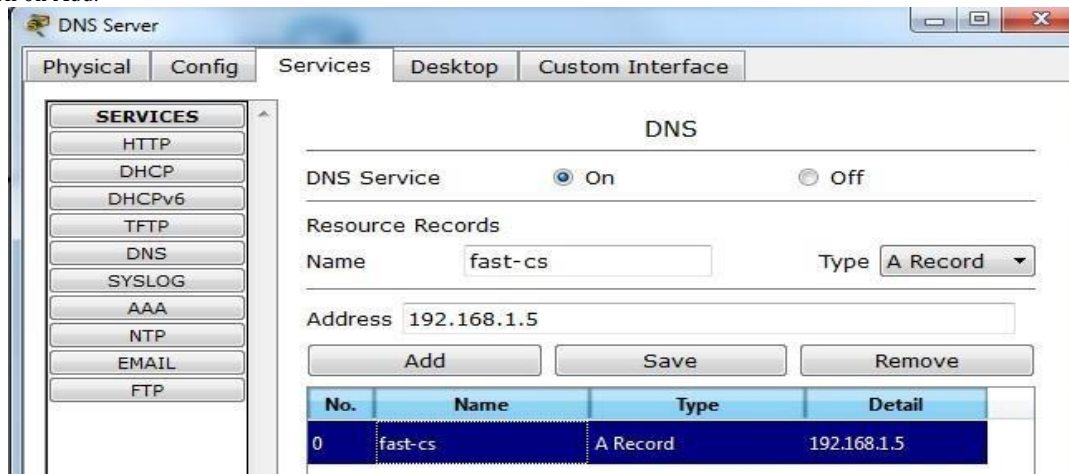 DNS Server
Physical Config Services Desktop Custom Interface
SERVICES
HTTP
DHCP
DHCPv6
TFTP
DNS
SYSLOG
AAA
NTP
EMAIL
FTP
DNS
DNS Service On Off
Resource Records
Name fast-cs Type A Record
Address 192.168.1.5
Add Save Remove
No. Name Type Detail
0 fast-cs A Record 192.168.1.5